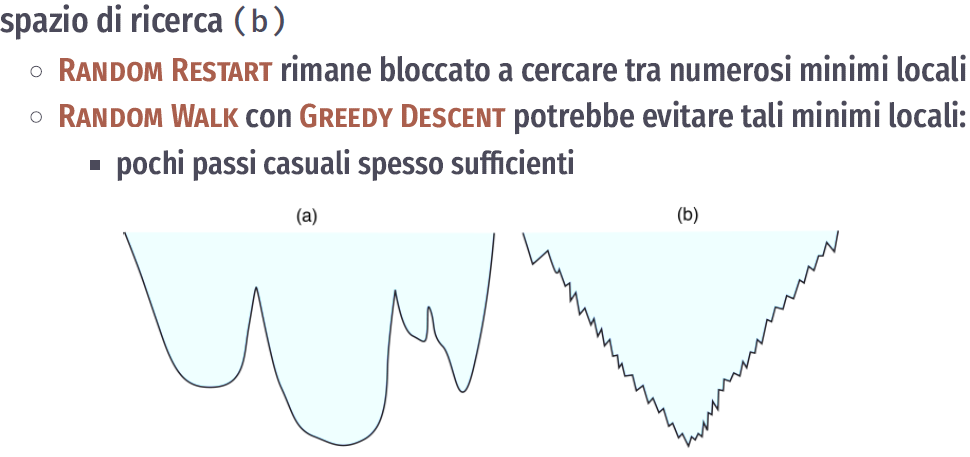 spazio di ricerca (b)
○ RANDOM RESTART rimane bloccato a cercare tra numerosi minimi locali
○ RANDOM WALK con GREEDY DESCENT potrebbe evitare tali minimi locali:
▪ pochi passi casuali spesso sufficienti
(a) (b)